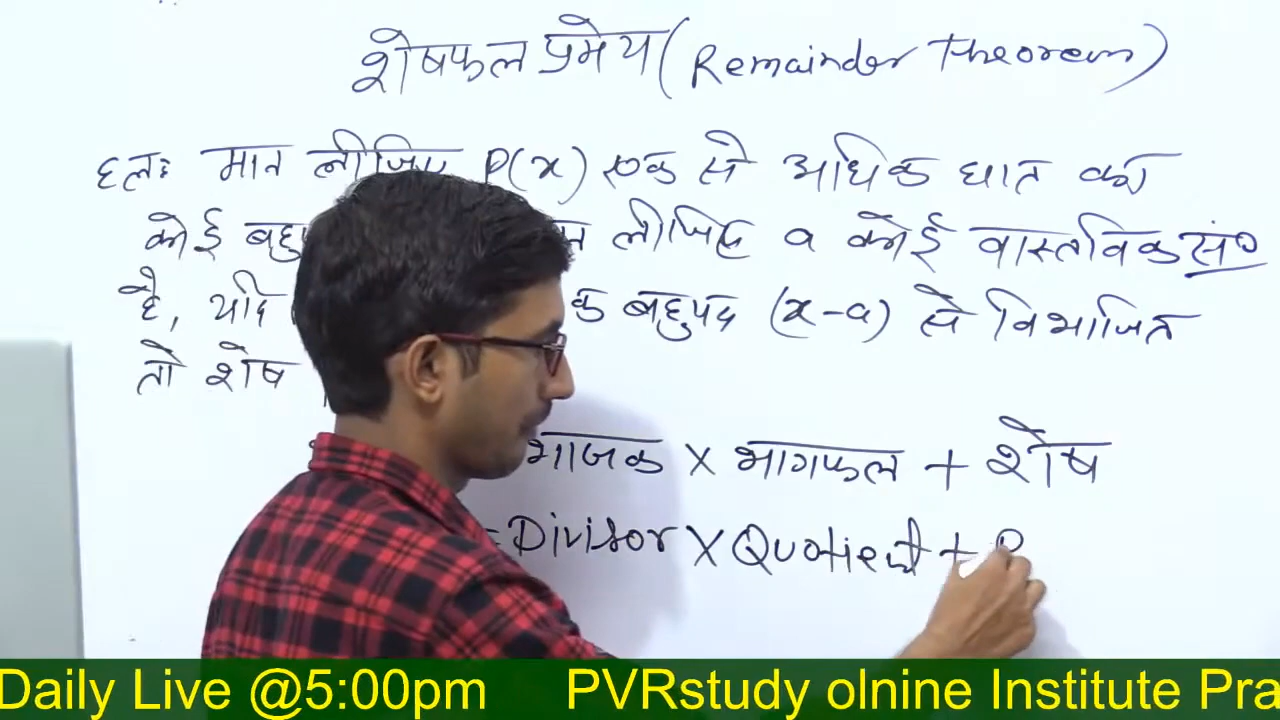 शेषफल प्रमेय (Remainder Theorem)
हलः मान लीजिए P(x) एक से अधिक घात का
कोई लीजिए a कोई वास्तविक सं०
है, यदि बहुपद (x-a) से विभाजित
तो शेष
भाजक X भागफल + शेष
= Divisor X Quotient + R
Daily Live @5:00pm PVRstudy olnine Institute Pra